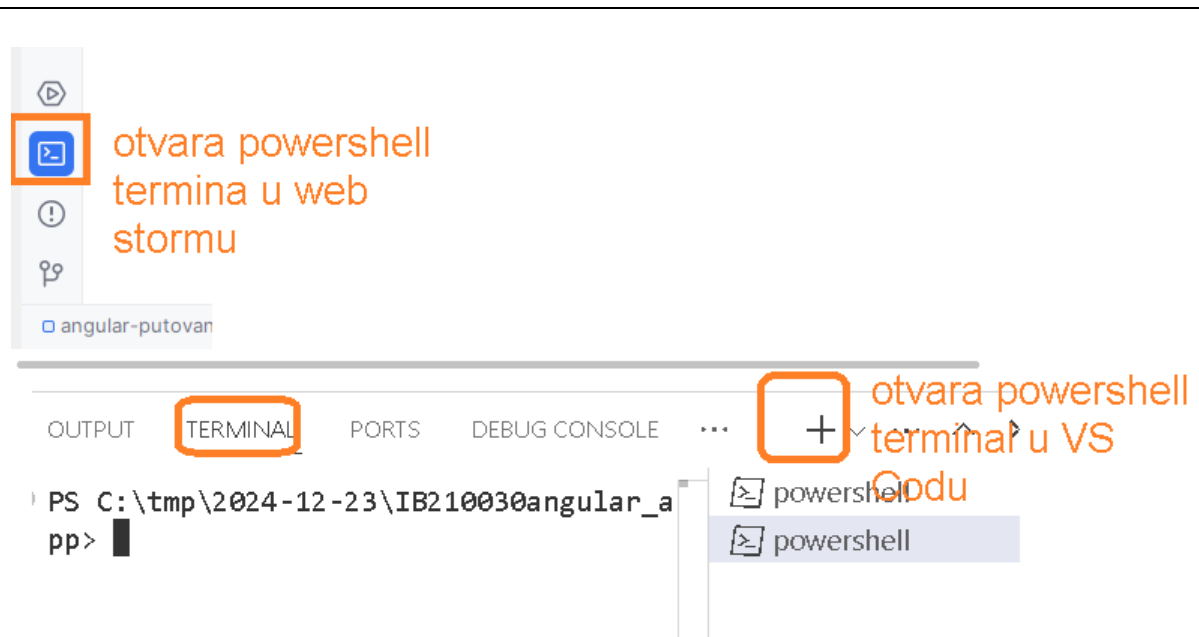 otvara powershell
termina u web
stormu
angular-putovan
otvara powershell
terminal u VS
Codu
OUTPUT TERMINAL PORTS DEBUG CONSOLE ... +
PS C:\tmp\2024-12-23\IB210030angular_a
pp>
powershell
powershell